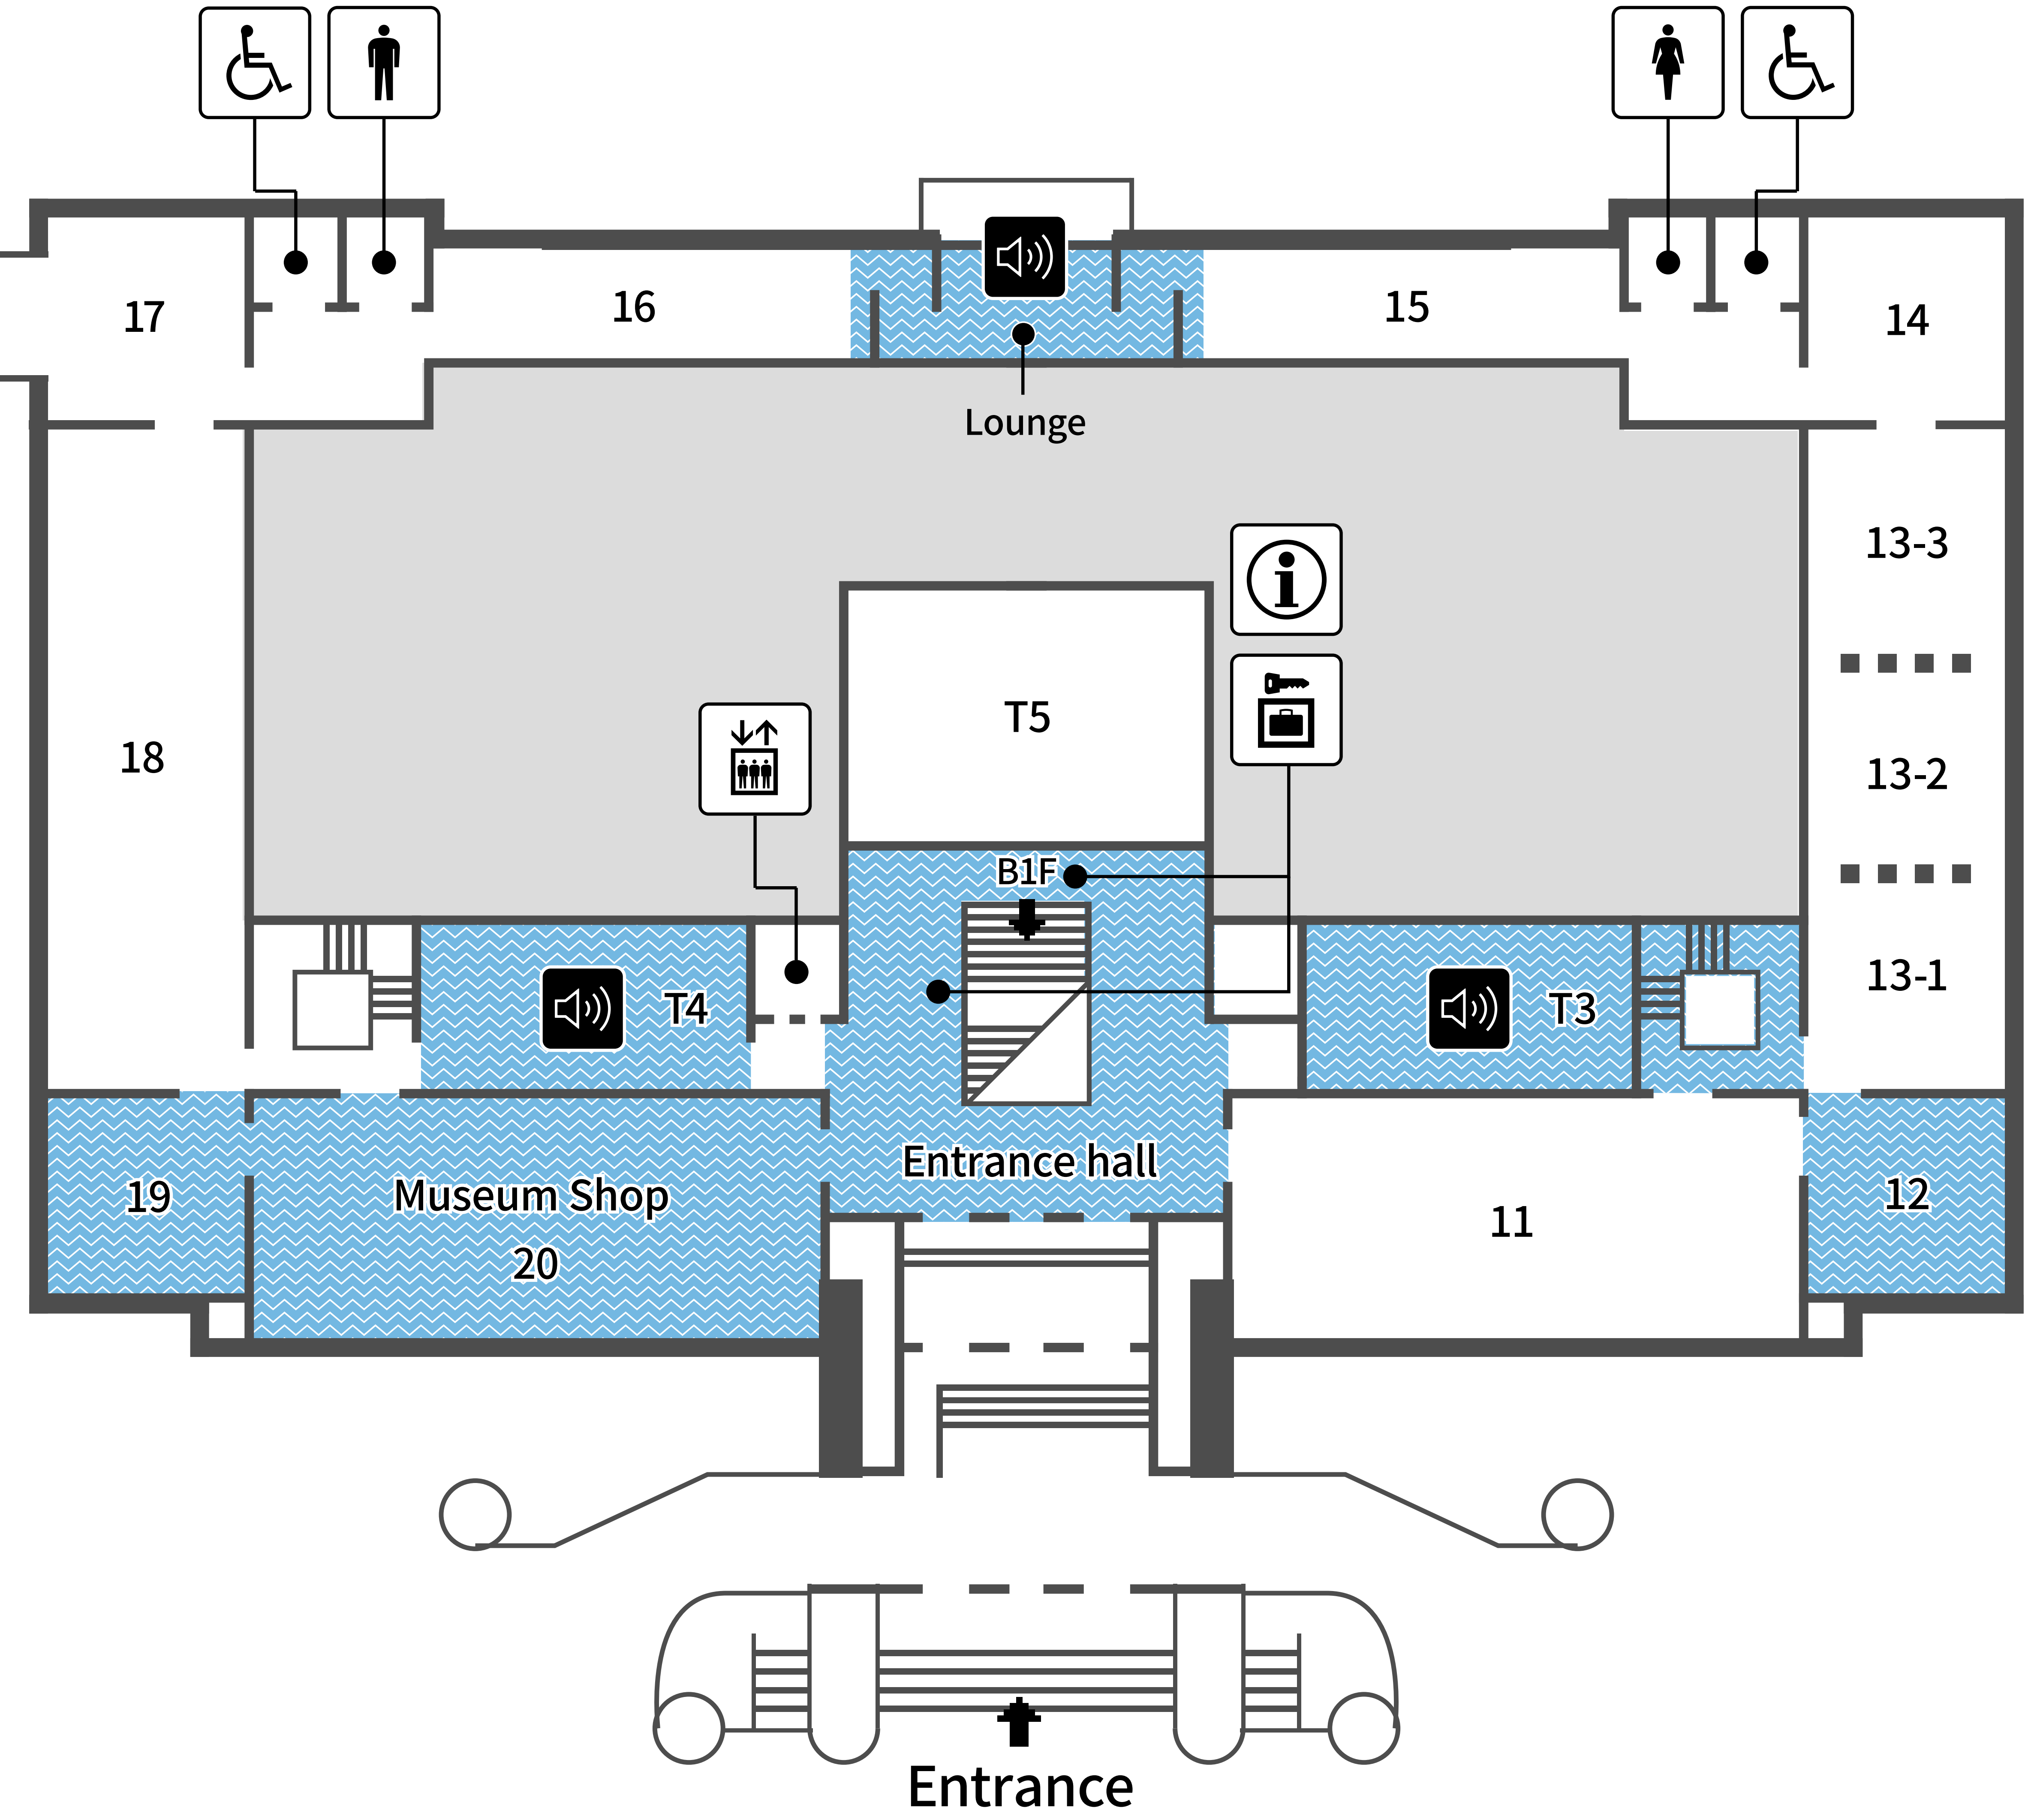 17
16
15
14
Lounge
13-3
T5
18
13-2
B1F
13-1
T4
T3
Entrance hall
19
Museum Shop
12
20
11
Entrance